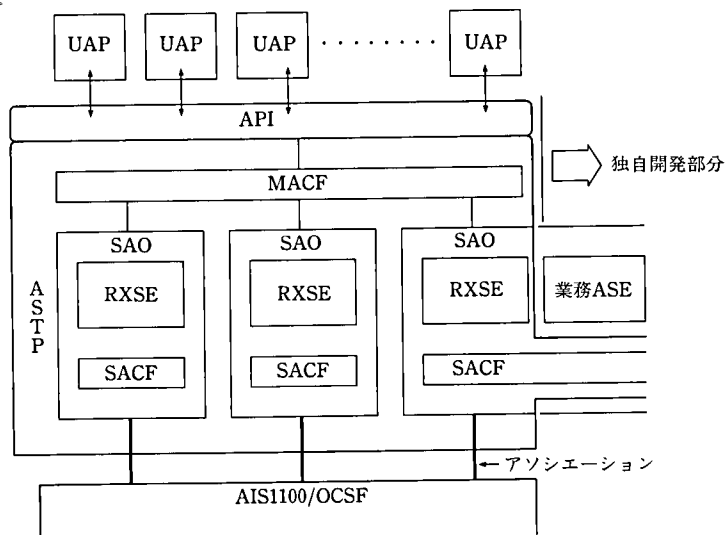 UAP UAP UAP ········ UAP
API
独自開発部分
MACF
SAO SAO SAO
RXSE RXSE RXSE 業務ASE
ASTP
SACF SACF SACF
アソシエーション
AIS1100/OCSF